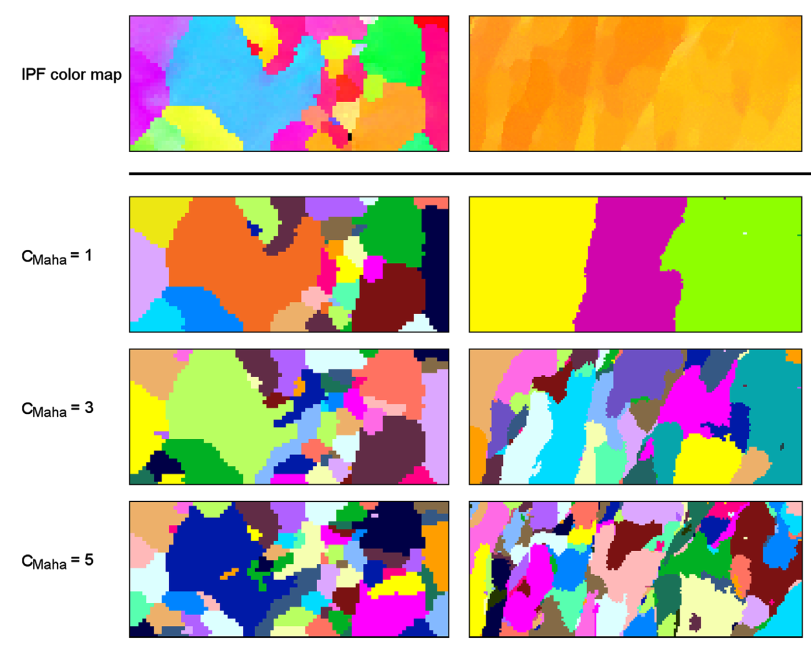 IPF color map
CMaha = 1
CMaha = 3
CMaha = 5